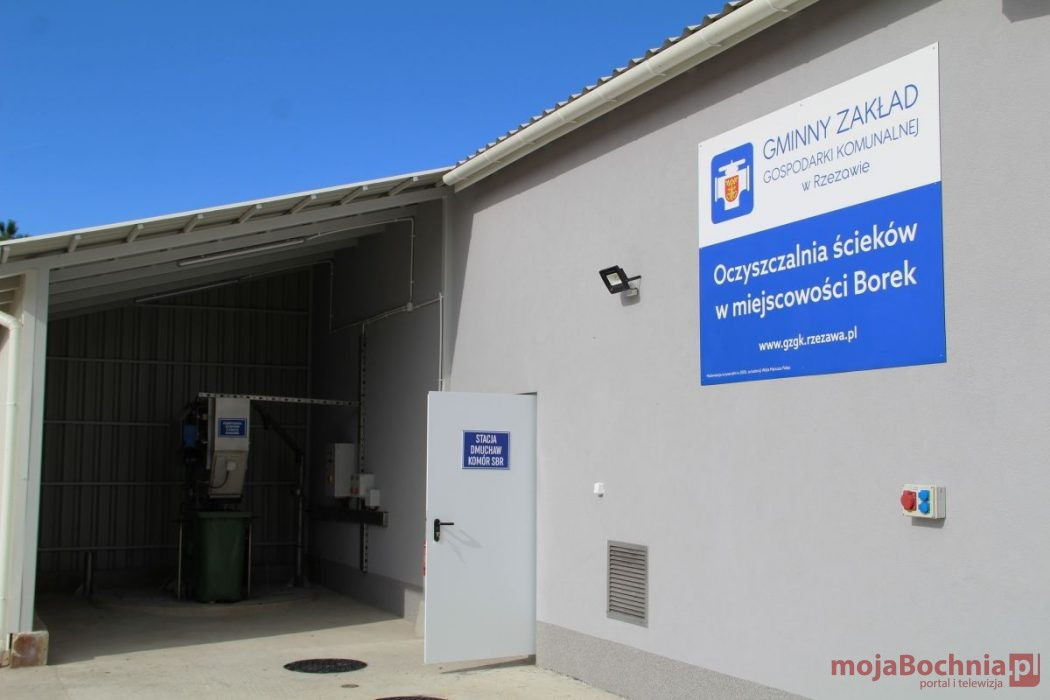 GMINNY ZAKŁAD
GOSPODARKI KOMUNALNEJ
w Rzezawie
Oczyszczalnia ścieków
w miejscowości Borek
www.gzgk.rzezawa.pl
STACJA
DMUCHAW
KOMÓR SBR
mojaBochnia.pl
portal i telewizja